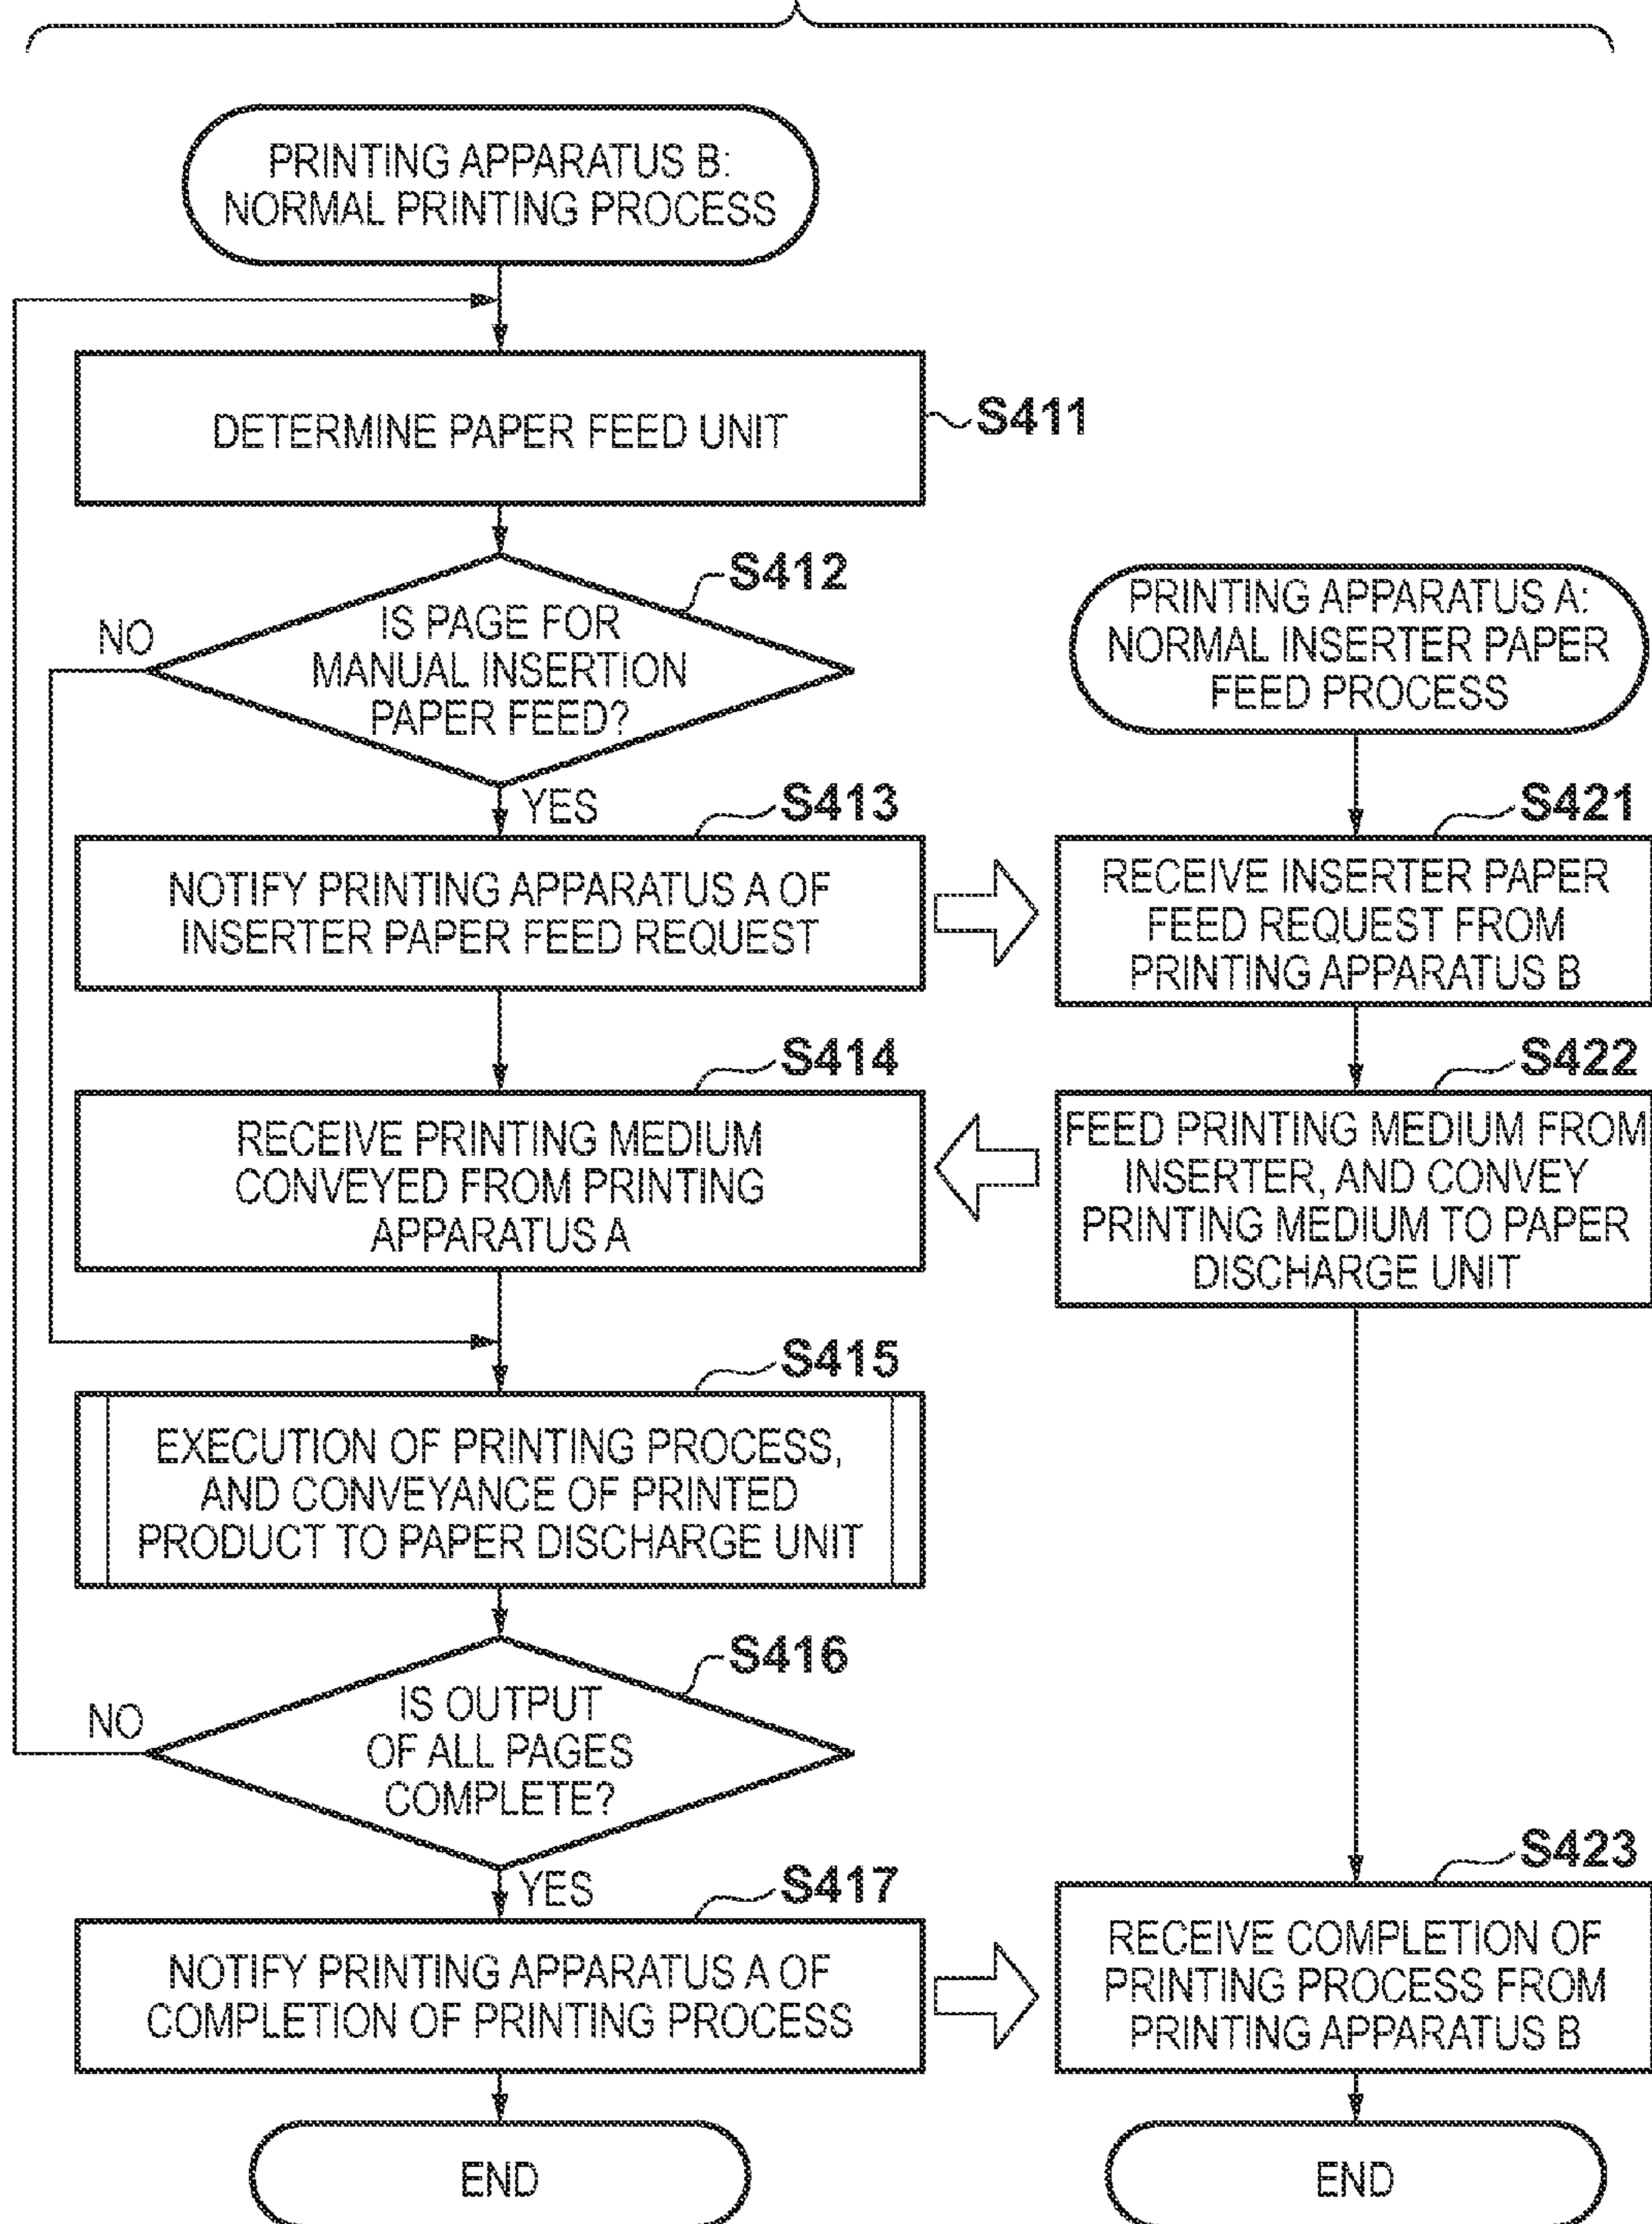 PRINTING APPARATUS B:
NORMAL PRINTING PROCESS
DETERMINE PAPER FEED UNIT
S411
S412
IS PAGE FOR
MANUAL INSERTION
PAPER FEED?
NO
YES
S413
NOTIFY PRINTING APPARATUS A OF
INSERTER PAPER FEED REQUEST
S414
RECEIVE PRINTING MEDIUM
CONVEYED FROM PRINTING
APPARATUS A
S415
EXECUTION OF PRINTING PROCESS,
AND CONVEYANCE OF PRINTED
PRODUCT TO PAPER DISCHARGE UNIT
S416
IS OUTPUT
OF ALL PAGES
COMPLETE?
NO
YES
S417
NOTIFY PRINTING APPARATUS A OF
COMPLETION OF PRINTING PROCESS
END
PRINTING APPARATUS A:
NORMAL INSERTER PAPER
FEED PROCESS
S421
RECEIVE INSERTER PAPER
FEED REQUEST FROM
PRINTING APPARATUS B
S422
FEED PRINTING MEDIUM FROM
INSERTER, AND CONVEY
PRINTING MEDIUM TO PAPER
DISCHARGE UNIT
S423
RECEIVE COMPLETION OF
PRINTING PROCESS FROM
PRINTING APPARATUS B
END